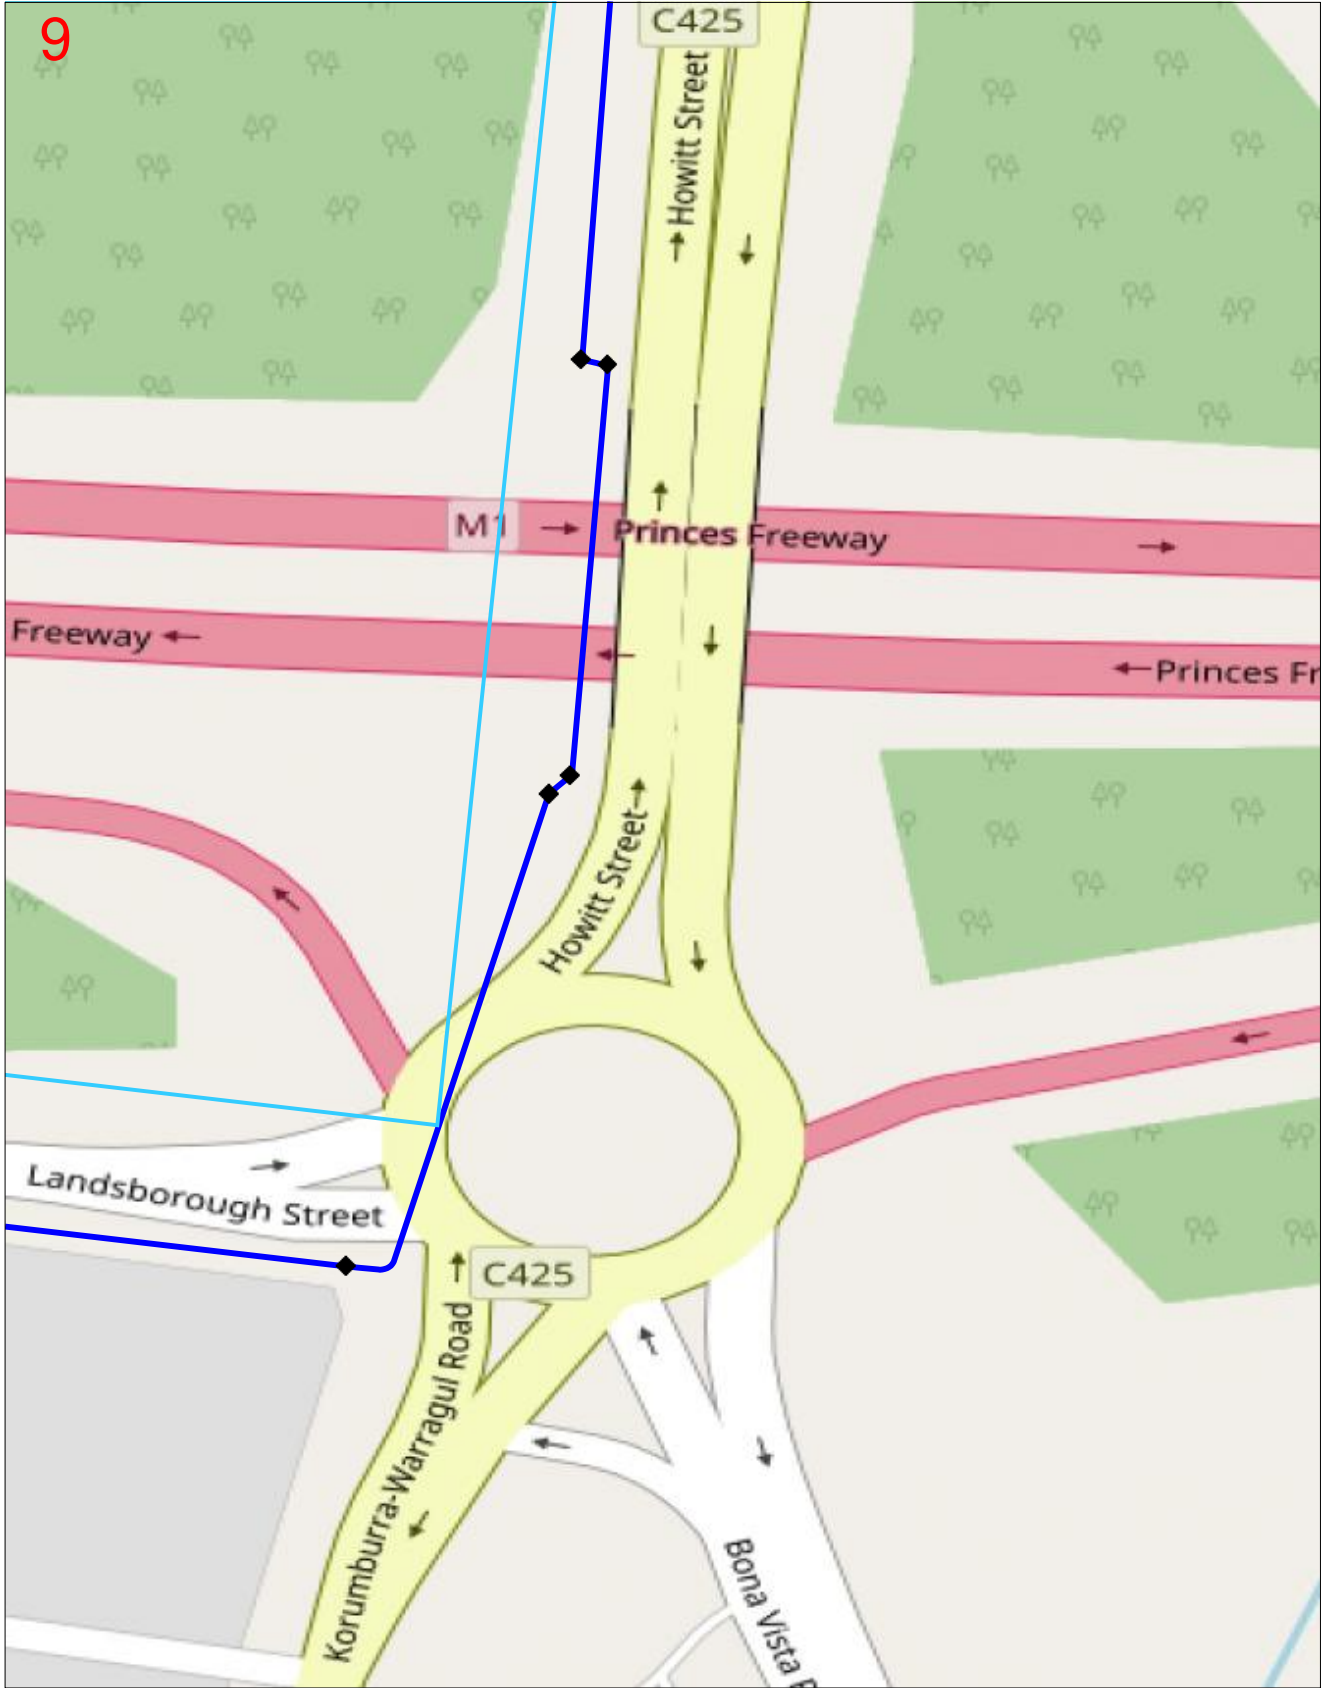 9
C425
Howitt Street
M1
Princes Freeway
Freeway
Princes Fr
Howitt Street
Landsborough Street
C425
Korumburra-Warragul Road
Bona Vista